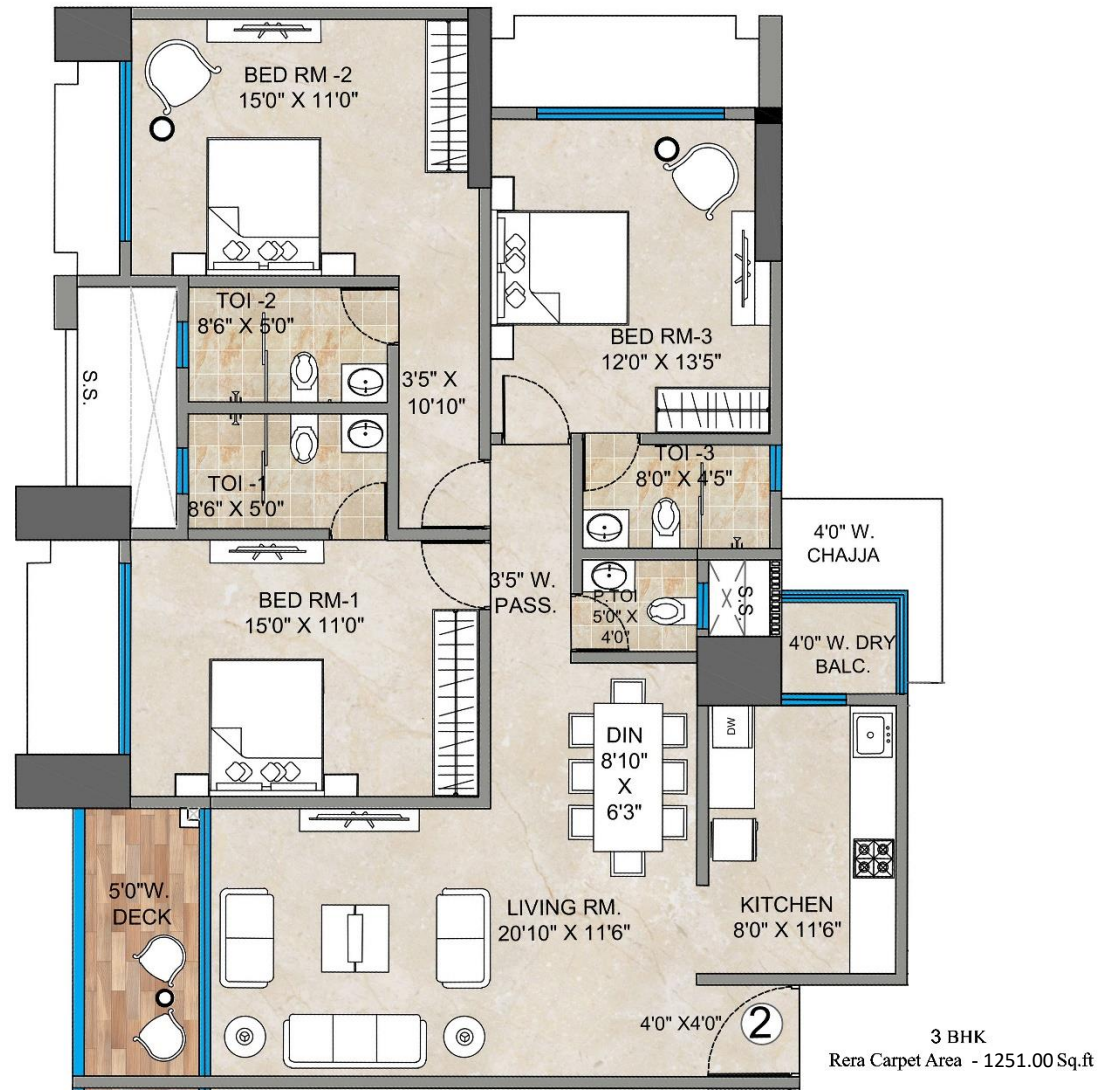 BED RM -2
15'0" X 11'0"
BED RM-3
12'0" X 13'5"
TOI -2
8'6" X 5'0"
3'5" X
10'10"
S.S.
TOI -1
8'6" X 5'0"
TOI -3
8'0" X 4'5"
4'0" W.
CHAJJA
BED RM-1
15'0" X 11'0"
3'5" W.
PASS.
P.TOI
5'0" X
4'0"
S.S.
4'0" W. DRY
BALC.
DIN
8'10"
X
6'3"
DW
5'0"W.
DECK
LIVING RM.
20'10" X 11'6"
KITCHEN
8'0" X 11'6"
4'0" X4'0"
2
3 BHK
Rera Carpet Area - 1251.00 Sq.ft